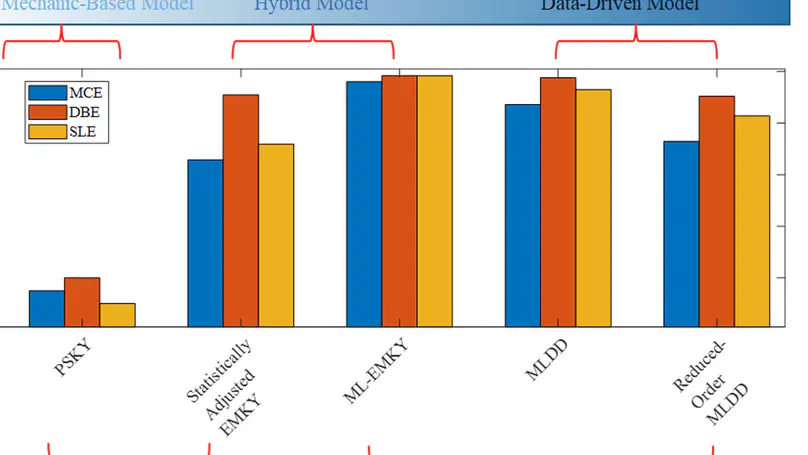 Mechanic-Based Model
Hybrid Model
Data-Driven Model
MCE
DBE
SLE
PSKY
Statistically
Adjusted
EMKY
ML-EMKY
MLDD
Reduced-
Order
MLDD